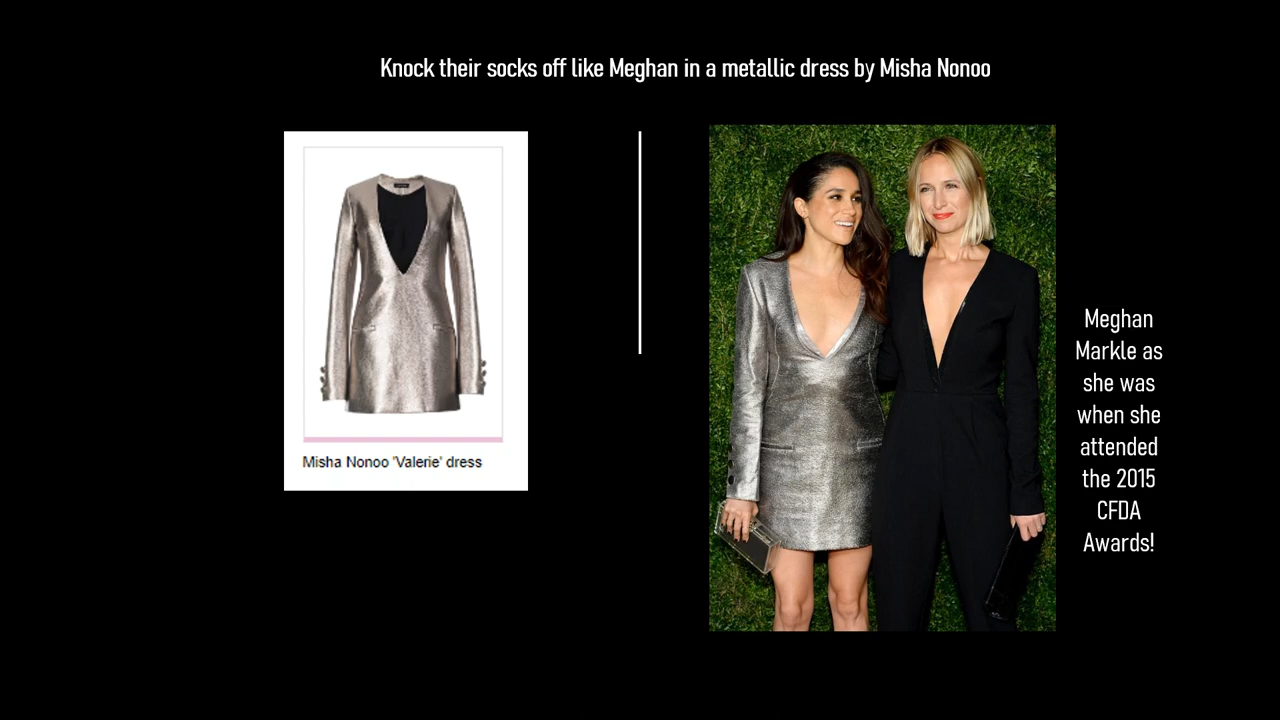 Knock their socks off like Meghan in a metallic dress by Misha Nonoo
Misha Nonoo 'Valerie' dress
Meghan
Markle as
she was
when she
attended
the 2015
CFDA
Awards!